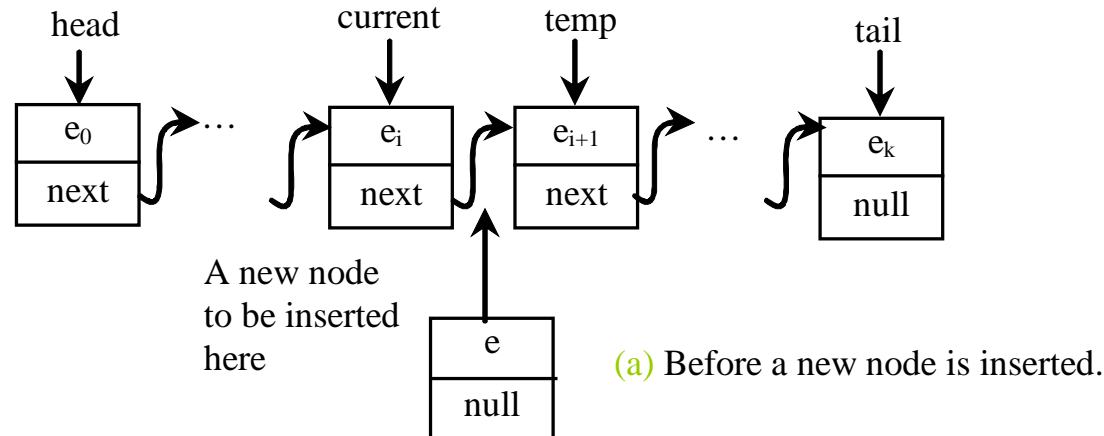 head current temp tail
e₀ … eᵢ eᵢ₊₁ … eₖ
next next next null
A new node
to be inserted
here
e
null
(a) Before a new node is inserted.